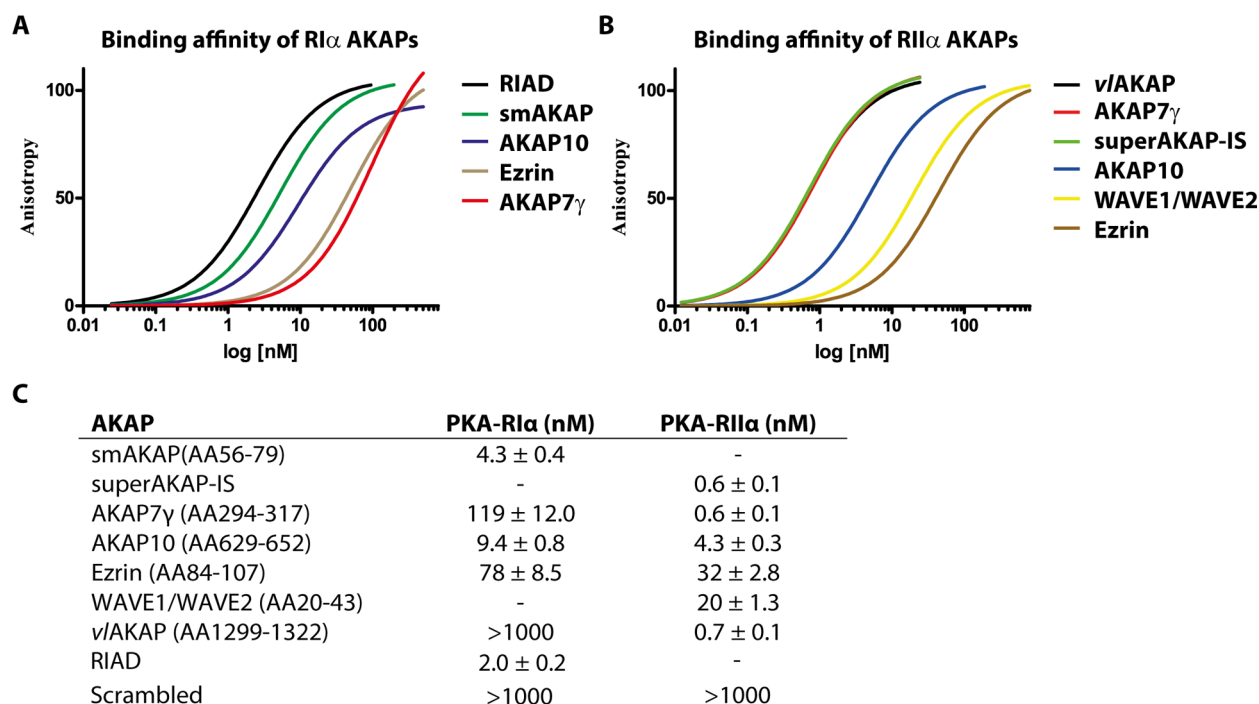 A
Binding affinity of RIα AKAPs
100
50
0
Anisotropy
0.01 0.1 1 10 100
log [nM]
RIAD
smAKAP
AKAP10
Ezrin
AKAP7γ
B
Binding affinity of RIIα AKAPs
100
50
0
Anisotropy
0.01 0.1 1 10 100
log [nM]
vlAKAP
AKAP7γ
superAKAP-IS
AKAP10
WAVE1/WAVE2
Ezrin
C
AKAP PKA-RIα (nM) PKA-RIIα (nM)
smAKAP(AA56-79) 4.3 ± 0.4 -
superAKAP-IS - 0.6 ± 0.1
AKAP7γ (AA294-317) 119 ± 12.0 0.6 ± 0.1
AKAP10 (AA629-652) 9.4 ± 0.8 4.3 ± 0.3
Ezrin (AA84-107) 78 ± 8.5 32 ± 2.8
WAVE1/WAVE2 (AA20-43) - 20 ± 1.3
vlAKAP (AA1299-1322) >1000 0.7 ± 0.1
RIAD 2.0 ± 0.2 -
Scrambled >1000 >1000